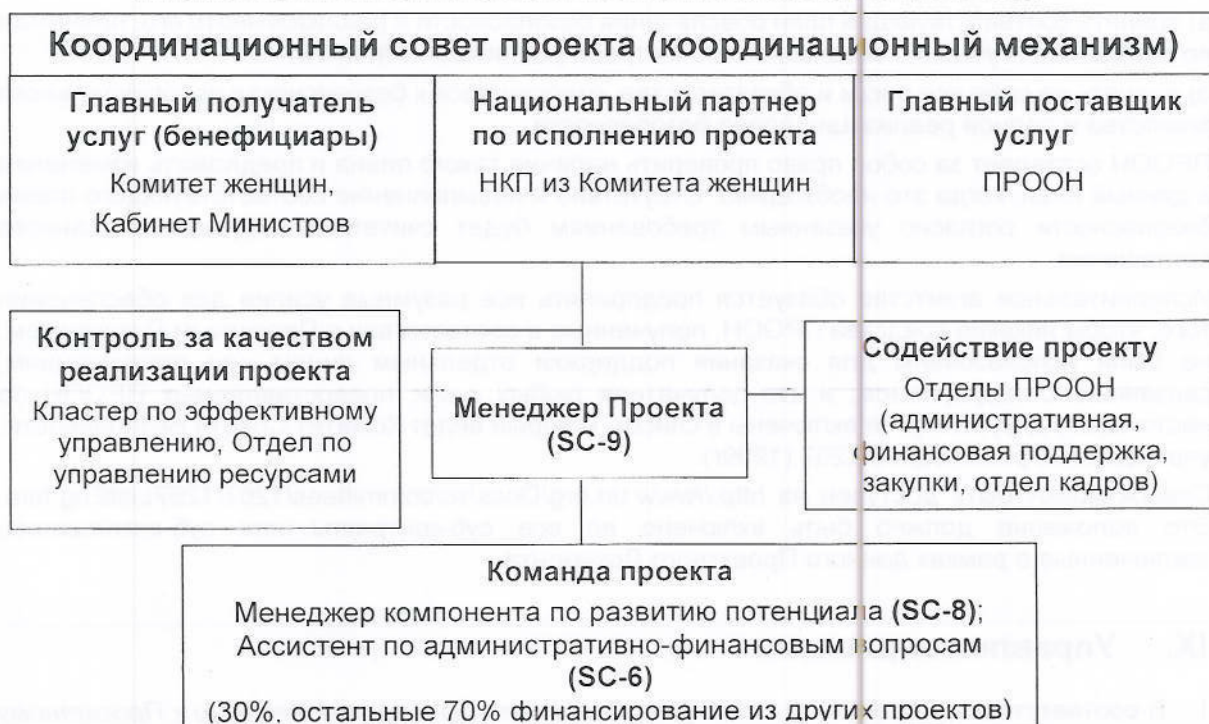 Координационный совет проекта (координационный механизм)
Главный получатель
услуг (бенефициары)
Комитет женщин,
Кабинет Министров
Национальный партнер
по исполнению проекта
НКП из Комитета женщин
Главный поставщик
услуг
ПРООН
Контроль за качеством
реализации проекта
Кластер по эффективному
управлению, Отдел по
управлению ресурсами
Менеджер Проекта
(SC-9)
Содействие проекту
Отделы ПРООН
(административная,
финансовая поддержка,
закупки, отдел кадров)
Команда проекта
Менеджер компонента по развитию потенциала (SC-8);
Ассистент по административно-финансовым вопросам
(SC-6)
(30%, остальные 70% финансирование из других проектов)